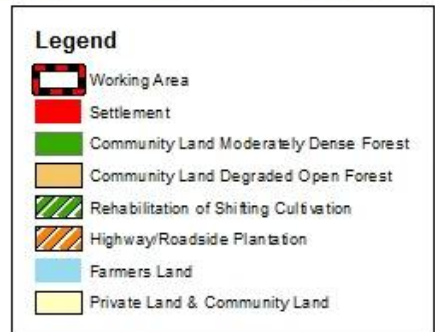 Legend
Working Area
Settlement
Community Land Moderately Dense Forest
Community Land Degraded Open Forest
Rehabilitation of Shifting Cultivation
Highway/Roadside Plantation
Farmers Land
Private Land & Community Land